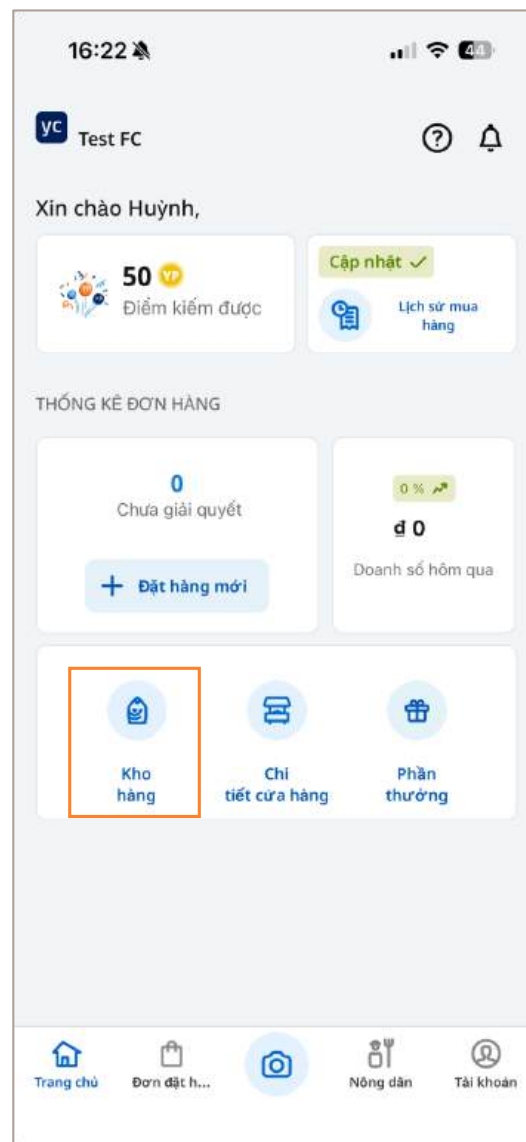 16:22
44
yc
Test FC
Xin chào Huỳnh,
50 YP
Điểm kiếm được
Cập nhật
Lịch sử mua
hàng
THỐNG KÊ ĐƠN HÀNG
0
Chưa giải quyết
+ Đặt hàng mới
0 %
₫ 0
Doanh số hôm qua
Kho
hàng
Chi
tiết cửa hàng
Phần
thưởng
Trang chủ
Đơn đặt h...
Nông dân
Tài khoản